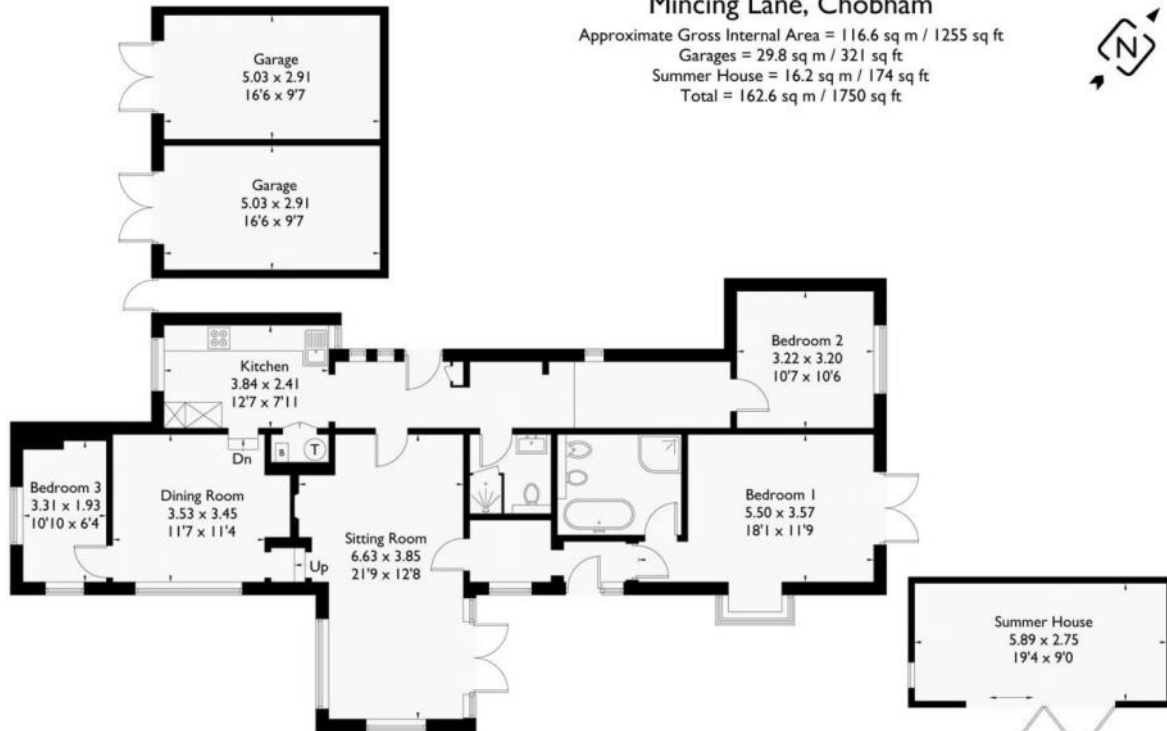 Mincing Lane, Chobham
Approximate Gross Internal Area = 116.6 sq m / 1255 sq ft
Garages = 29.8 sq m / 321 sq ft
Summer House = 16.2 sq m / 174 sq ft
Total = 162.6 sq m / 1750 sq ft
N
Garage
5.03 x 2.91
16'6 x 9'7
Garage
5.03 x 2.91
16'6 x 9'7
Kitchen
3.84 x 2.41
12'7 x 7'11
Bedroom 2
3.22 x 3.20
10'7 x 10'6
Dn
B
T
Bedroom 3
3.31 x 1.93
10'10 x 6'4
Dining Room
3.53 x 3.45
11'7 x 11'4
Up
Sitting Room
6.63 x 3.85
21'9 x 12'8
Bedroom 1
5.50 x 3.57
18'1 x 11'9
Summer House
5.89 x 2.75
19'4 x 9'0